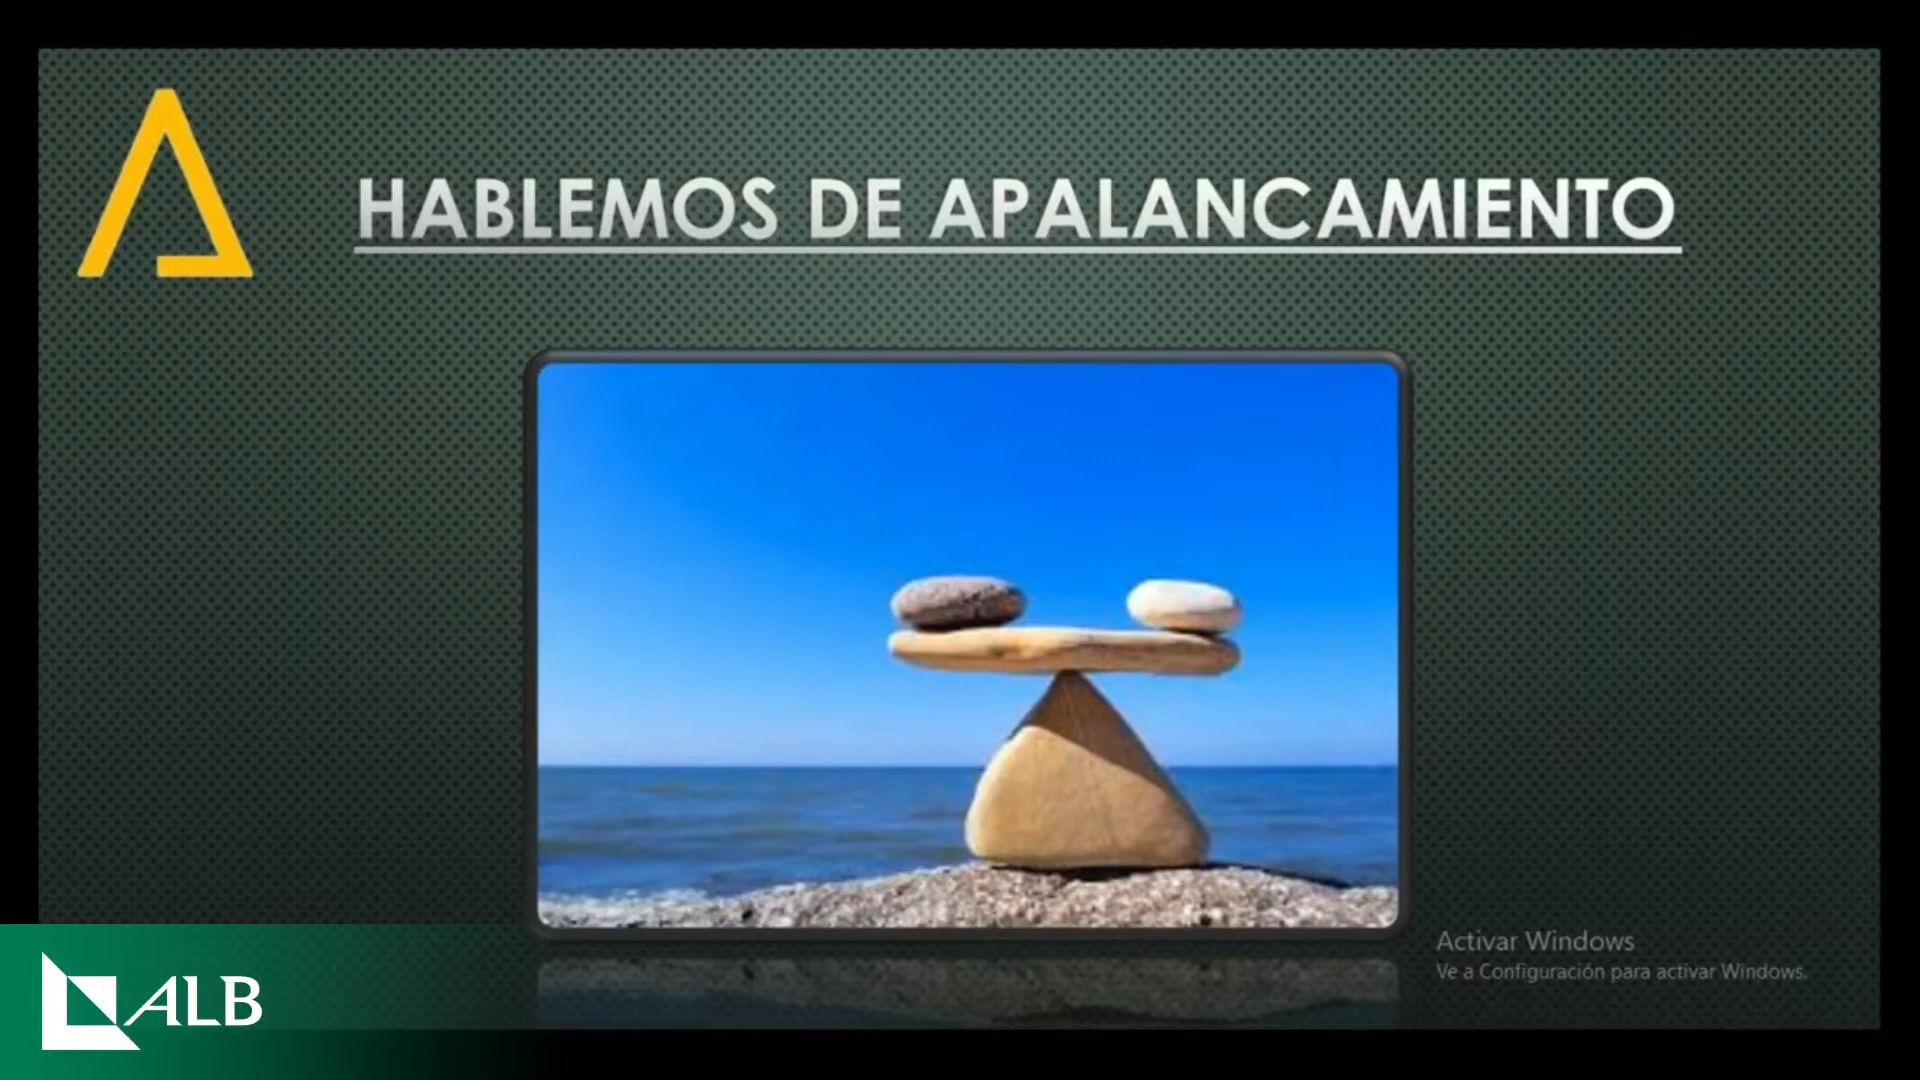 HABLEMOS DE APALANCAMIENTO
Activar Windows
Ve a Configuración para activar Windows.
ALB